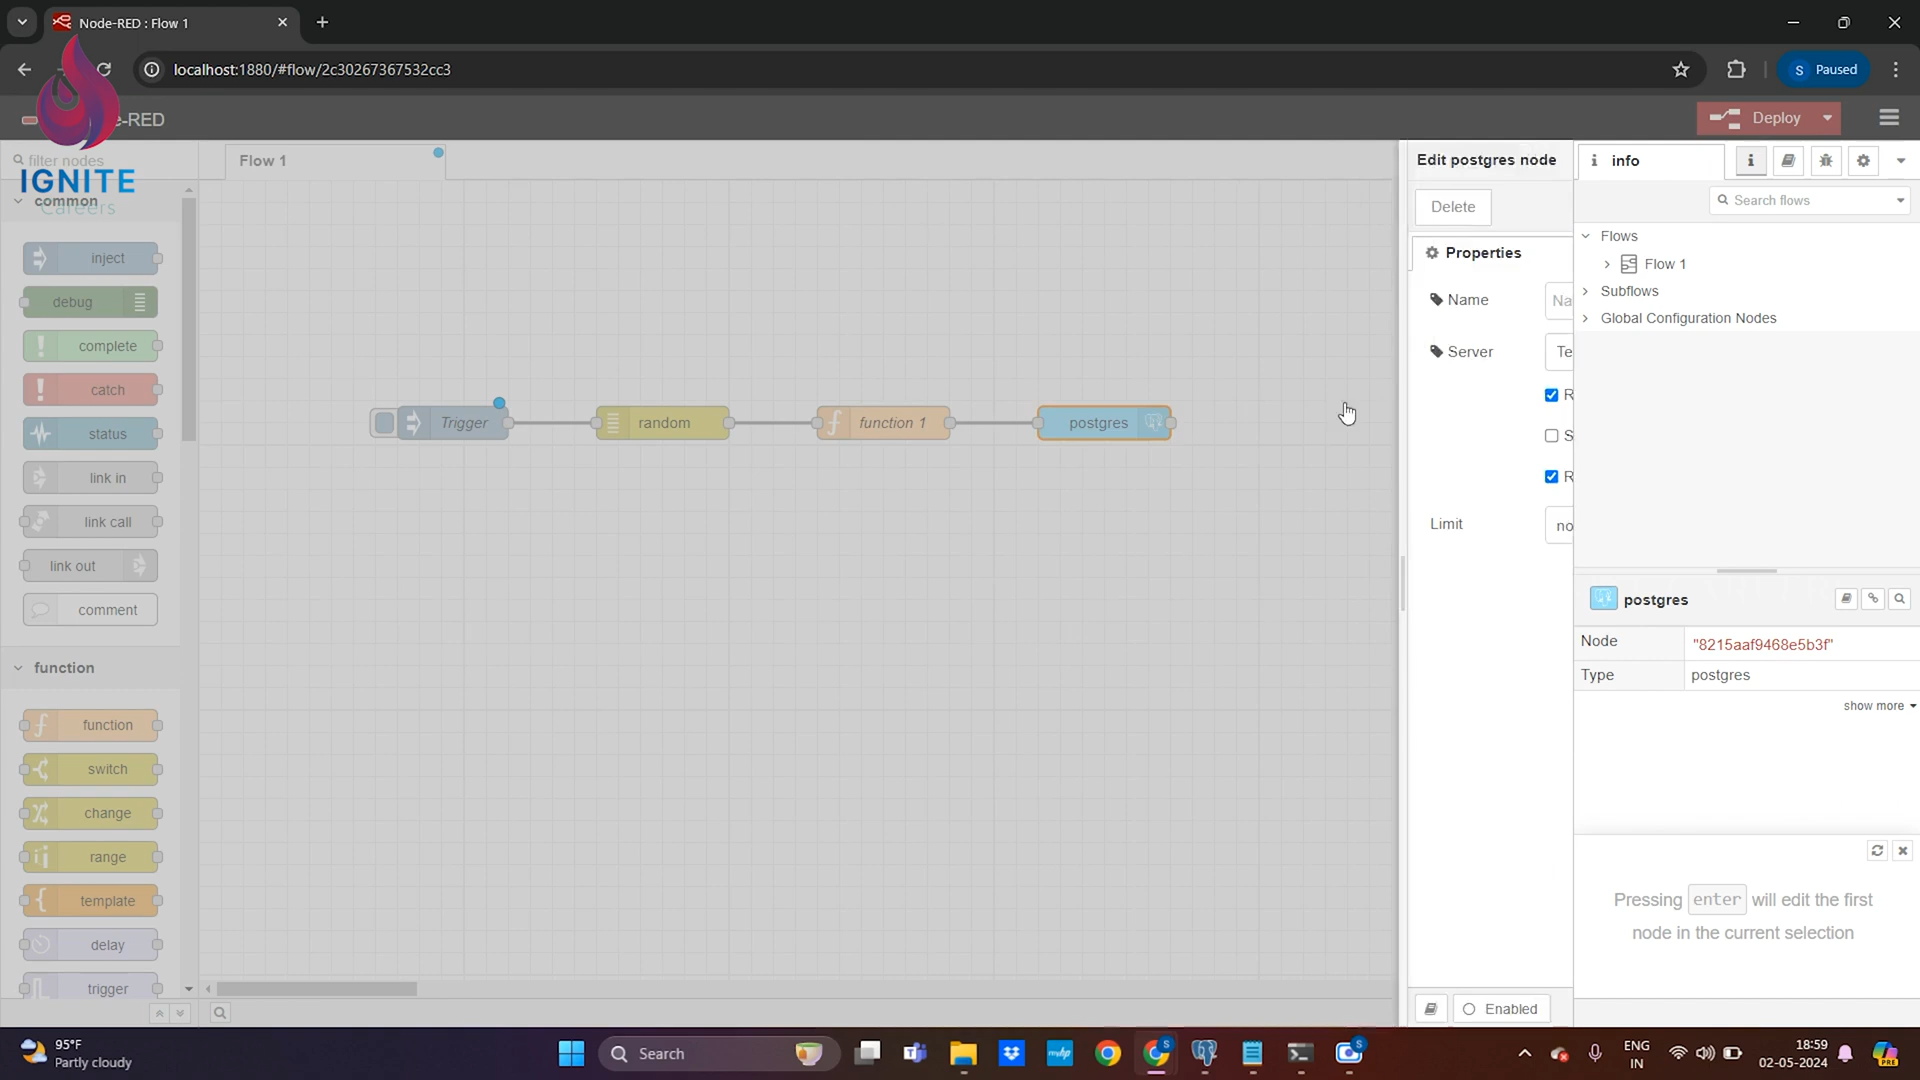 Node-RED : Flow 1
localhost:1880/#flow/2c30267367532cc3
S Paused
e-RED
Deploy
filter nodes
IGNITE
Careers
common
inject
debug
complete
catch
status
link in
link call
link out
comment
function
function
switch
change
range
template
delay
trigger
Flow 1
Trigger
random
function 1
postgres
Edit postgres node
Delete
Properties
Name
Na
Server
Te
R
S
R
Limit
no
Enabled
i info
Search flows
Flows
Flow 1
Subflows
Global Configuration Nodes
postgres
Node "8215aaf9468e5b3f"
Type postgres
show more
Pressing enter will edit the first
node in the current selection
95°F
Partly cloudy
Search
ENG
IN
18:59
02-05-2024